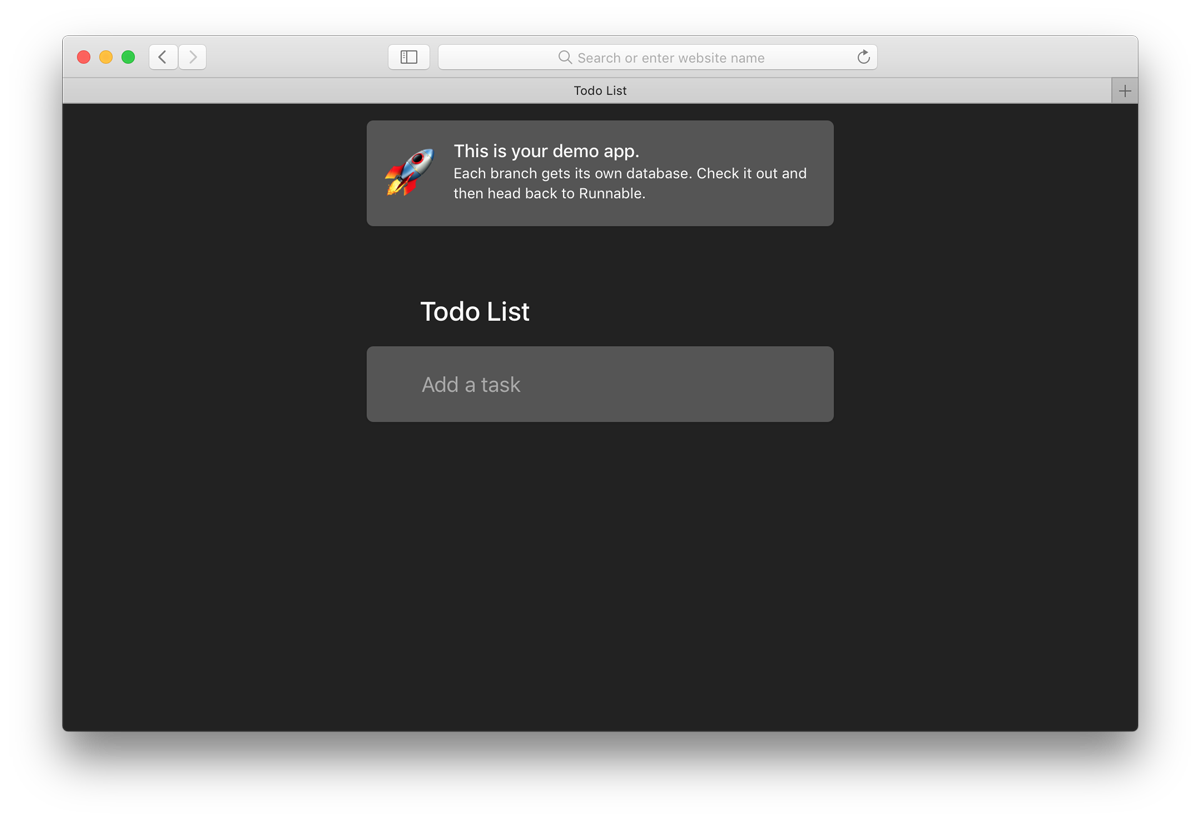 Search or enter website name
Todo List
This is your demo app.
Each branch gets its own database. Check it out and
then head back to Runnable.
Todo List
Add a task